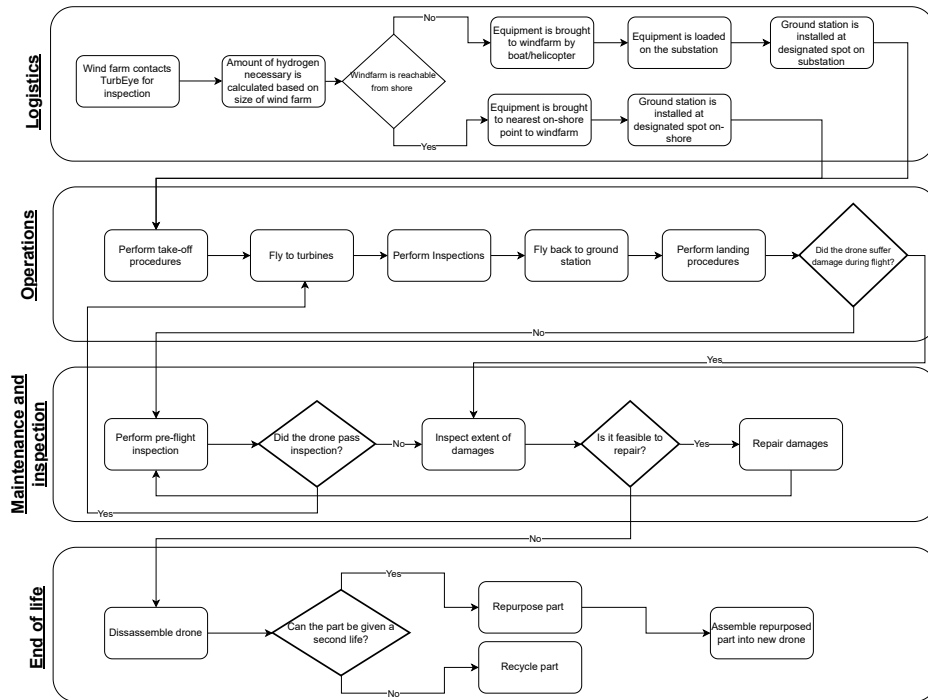 Logistics
Wind farm contacts
TurbEye for
inspection
Amount of hydrogen
necessary is
calculated based on
size of wind farm
Windfarm is reachable
from shore
No
Equipment is brought
to windfarm by
boat/helicopter
Equipment is loaded
on the substation
Ground station is
installed at
designated spot on
substation
Yes
Equipment is brought
to nearest on-shore
point to windfarm
Ground station is
installed at
designated spot on-
shore
Operations
Perform take-off
procedures
Fly to turbines
Perform Inspections
Fly back to ground
station
Perform landing
procedures
Did the drone suffer
damage during flight?
No
Yes
Maintenance and
inspection
Perform pre-flight
inspection
Did the drone pass
inspection?
No
Inspect extent of
damages
Is it feasible to
repair?
Yes
Repair damages
Yes
No
End of life
Dissassemble drone
Can the part be given a
second life?
Yes
Repurpose part
Assemble repurposed
part into new drone
No
Recycle part